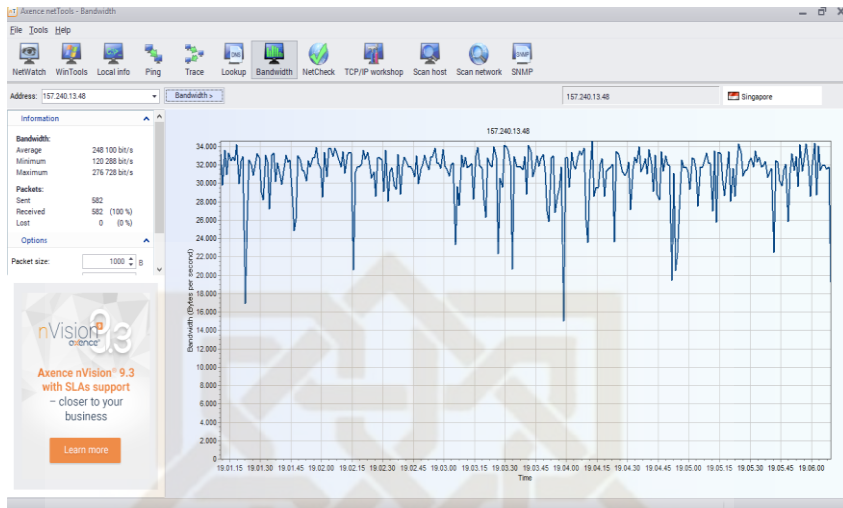 nT Axence netTools - Bandwidth
File Tools Help
NetWatch WinTools Local info Ping Trace Lookup Bandwidth NetCheck TCP/IP workshop Scan host Scan network SNMP
Address: 157.240.13.48 Bandwidth > 157.240.13.48 Singapore
Information
Bandwidth:
Average 248 100 bit/s
Minimum 120 288 bit/s
Maximum 276 728 bit/s
Packets:
Sent 582
Received 582 (100 %)
Lost 0 (0 %)
Options
Packet size: 1000 B
nVision 9.3
axence
Axence nVision® 9.3
with SLAs support
– closer to your
business
Learn more
157.240.13.48
34.000
32.000
30.000
28.000
26.000
24.000
22.000
20.000
18.000
16.000
14.000
12.000
10.000
8.000
6.000
4.000
2.000
0
Bandwidth (Bytes per second)
19.01.15 19.01.30 19.01.45 19.02.00 19.02.15 19.02.30 19.02.45 19.03.00 19.03.15 19.03.30 19.03.45 19.04.00 19.04.15 19.04.30 19.04.45 19.05.00 19.05.15 19.05.30 19.05.45 19.06.00
Time